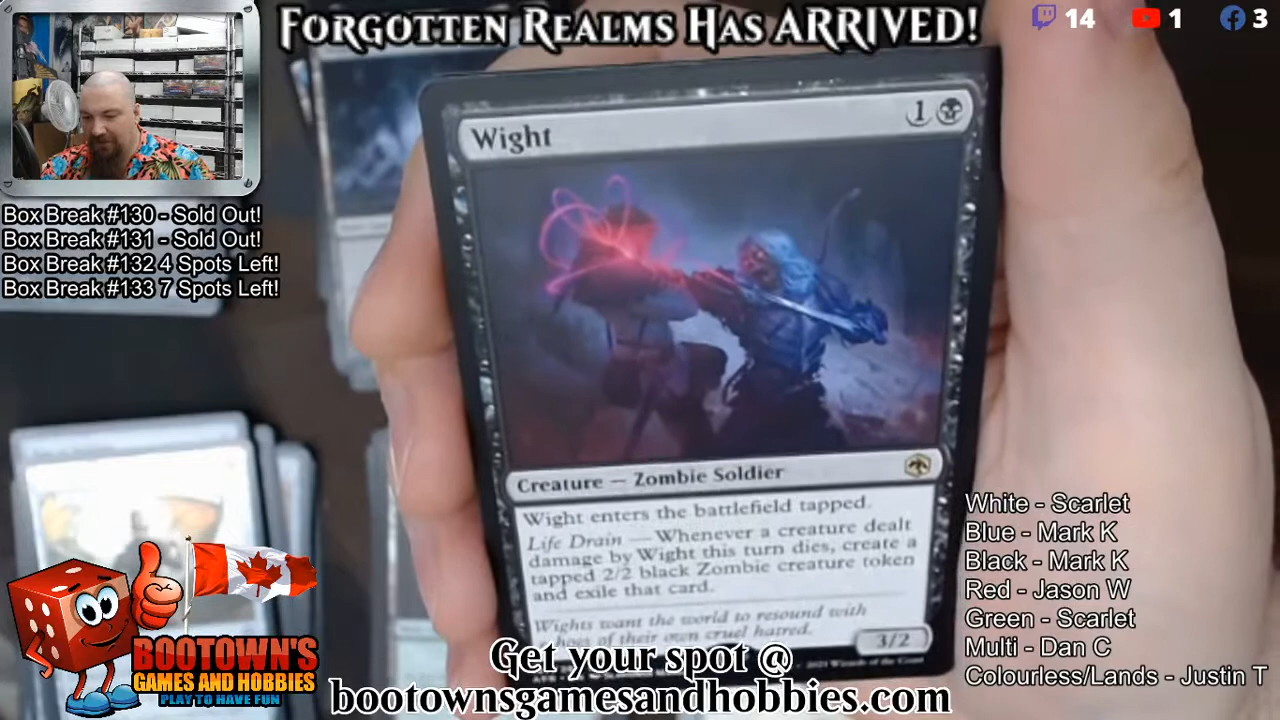 FORGOTTEN REALMS HAS ARRIVED!
14
1
3
Box Break #130 - Sold Out!
Box Break #131 - Sold Out!
Box Break #132 4 Spots Left!
Box Break #133 7 Spots Left!
Wight
1
Creature — Zombie Soldier
Wight enters the battlefield tapped.
Life Drain — Whenever a creature dealt
damage by Wight this turn dies, create a
tapped 2/2 black Zombie creature token
and exile that card.
Wights want the world to resound with
echoes of their own cruel hatred.
3/2
2021 Wizards of the Coast
White - Scarlet
Blue - Mark K
Black - Mark K
Red - Jason W
Green - Scarlet
Multi - Dan C
Colourless/Lands - Justin T
BOOTOWN'S
GAMES AND HOBBIES
PLAY TO HAVE FUN
Get your spot @
bootownsgamesandhobbies.com